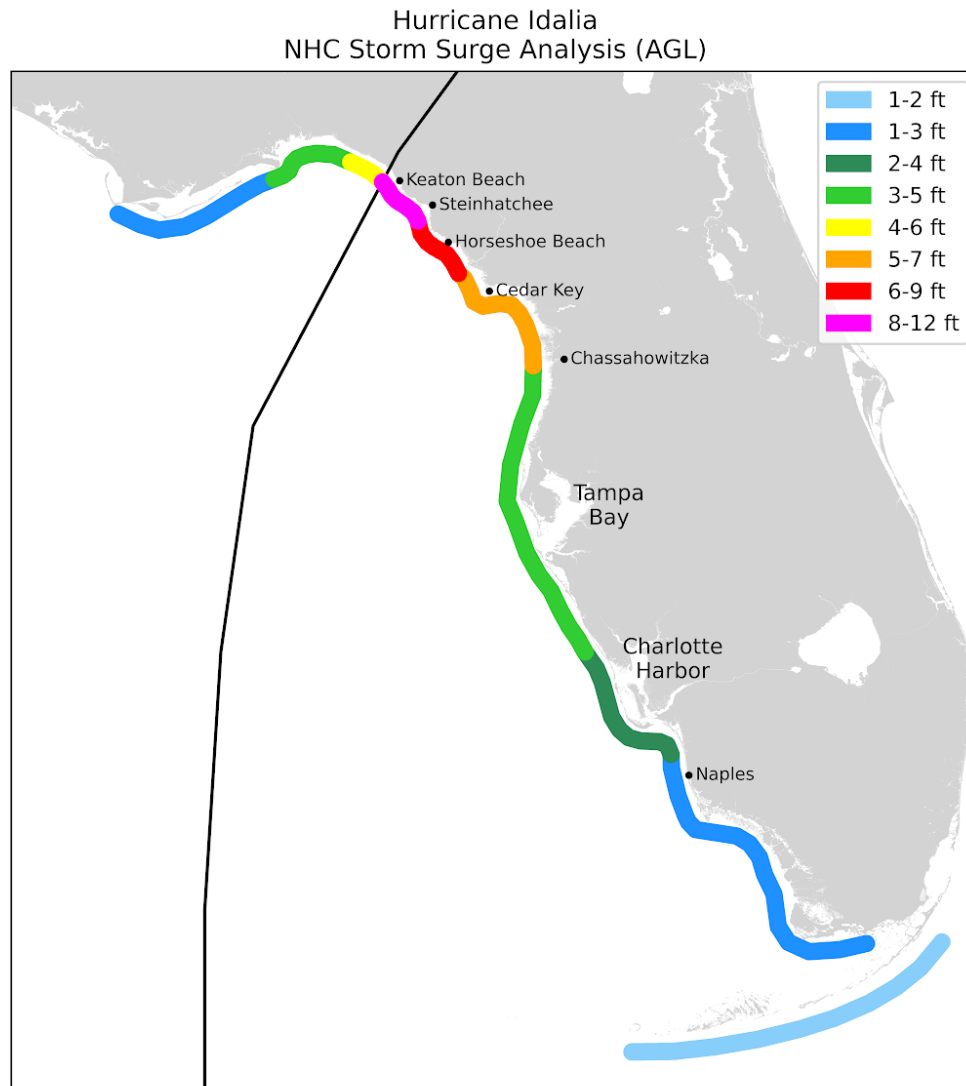 Hurricane Idalia
NHC Storm Surge Analysis (AGL)
1-2 ft
1-3 ft
2-4 ft
3-5 ft
4-6 ft
5-7 ft
6-9 ft
8-12 ft
Keaton Beach
Steinhatchee
Horseshoe Beach
Cedar Key
Chassahowitzka
Tampa
Bay
Charlotte
Harbor
Naples